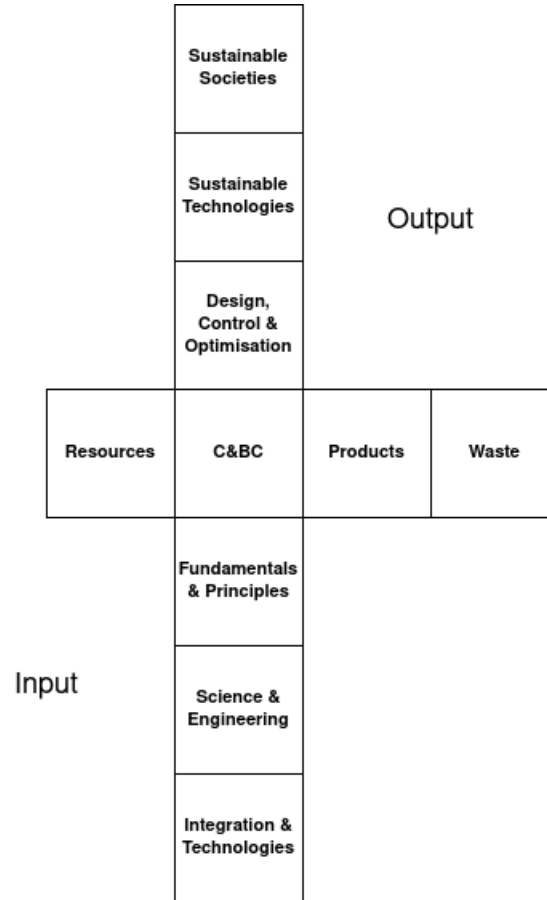 Sustainable
Societies
Sustainable
Technologies
Output
Design,
Control &
Optimisation
Resources
C&BC
Products
Waste
Fundamentals
& Principles
Input
Science &
Engineering
Integration &
Technologies